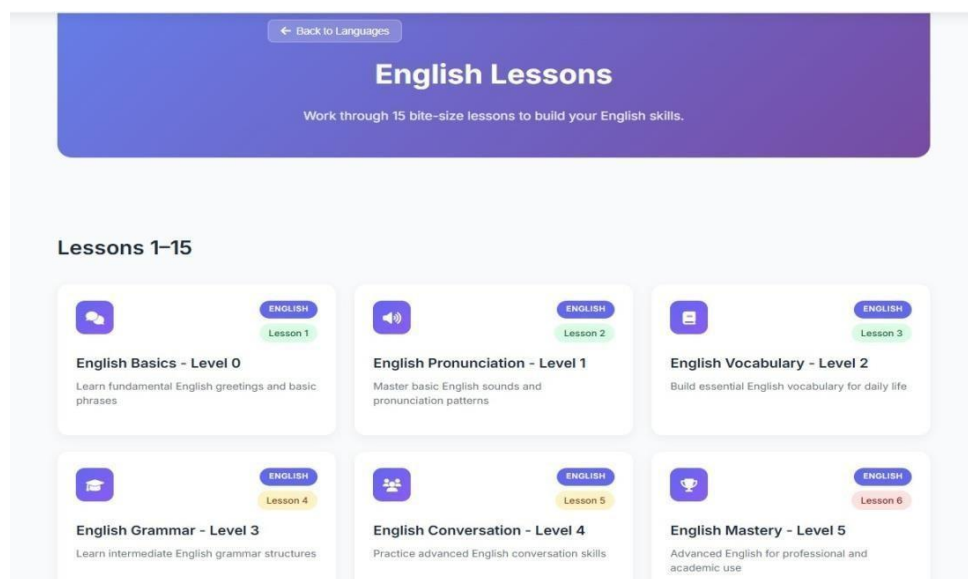 ← Back to Languages
English Lessons
Work through 15 bite-size lessons to build your English skills.
Lessons 1–15
ENGLISH
Lesson 1
English Basics - Level 0
Learn fundamental English greetings and basic
phrases
ENGLISH
Lesson 2
English Pronunciation - Level 1
Master basic English sounds and
pronunciation patterns
ENGLISH
Lesson 3
English Vocabulary - Level 2
Build essential English vocabulary for daily life
ENGLISH
Lesson 4
English Grammar - Level 3
Learn intermediate English grammar structures
ENGLISH
Lesson 5
English Conversation - Level 4
Practice advanced English conversation skills
ENGLISH
Lesson 6
English Mastery - Level 5
Advanced English for professional and
academic use